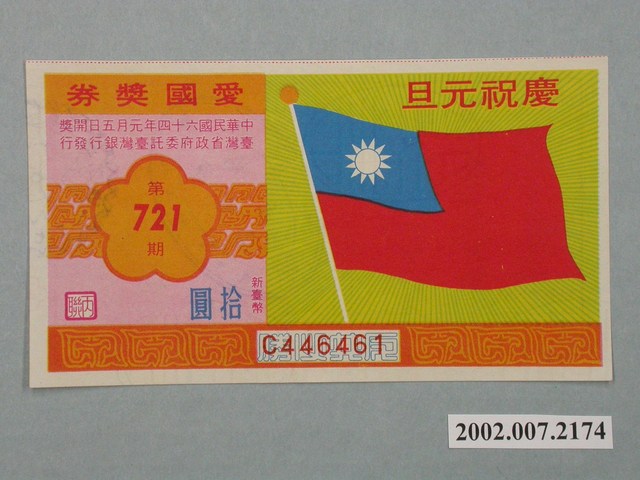 愛國獎券
中華民國六十四年元月五日開獎
臺灣省政府委託臺灣銀行發行
第
721
期
新臺幣
拾圓
丙聯
慶祝元旦
C446461
2002.007.2174